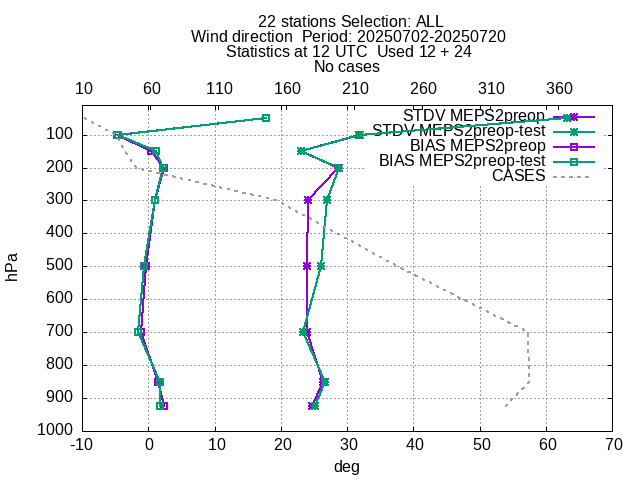 22 stations Selection: ALL
Wind direction  Period: 20250702-20250720
Statistics at 12 UTC  Used 12 + 24
No cases
10 60 110 160 210 260 310 360
STDV MEPS2preop
STDV MEPS2preop-test
BIAS MEPS2preop
BIAS MEPS2preop-test
CASES
100
200
300
400
500
600
700
800
900
1000
hPa
-10 0 10 20 30 40 50 60 70
deg